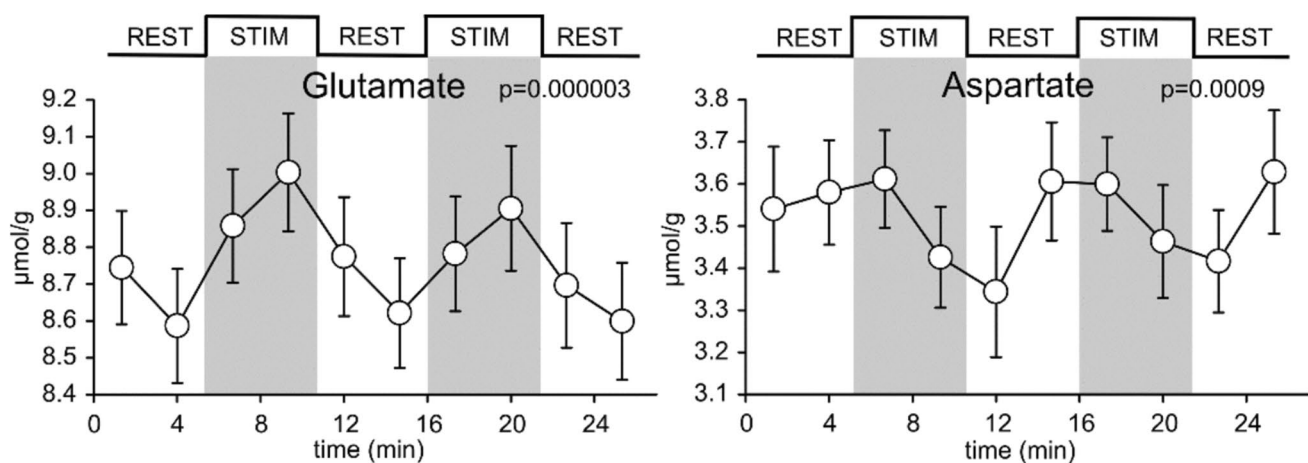 REST STIM REST STIM REST
Glutamate p=0.000003
9.2
9.1
9.0
8.9
8.8
8.7
8.6
8.5
8.4
µmol/g
0 4 8 12 16 20 24
time (min)
REST STIM REST STIM REST
Aspartate p=0.0009
3.8
3.7
3.6
3.5
3.4
3.3
3.2
3.1
µmol/g
0 4 8 12 16 20 24
time (min)